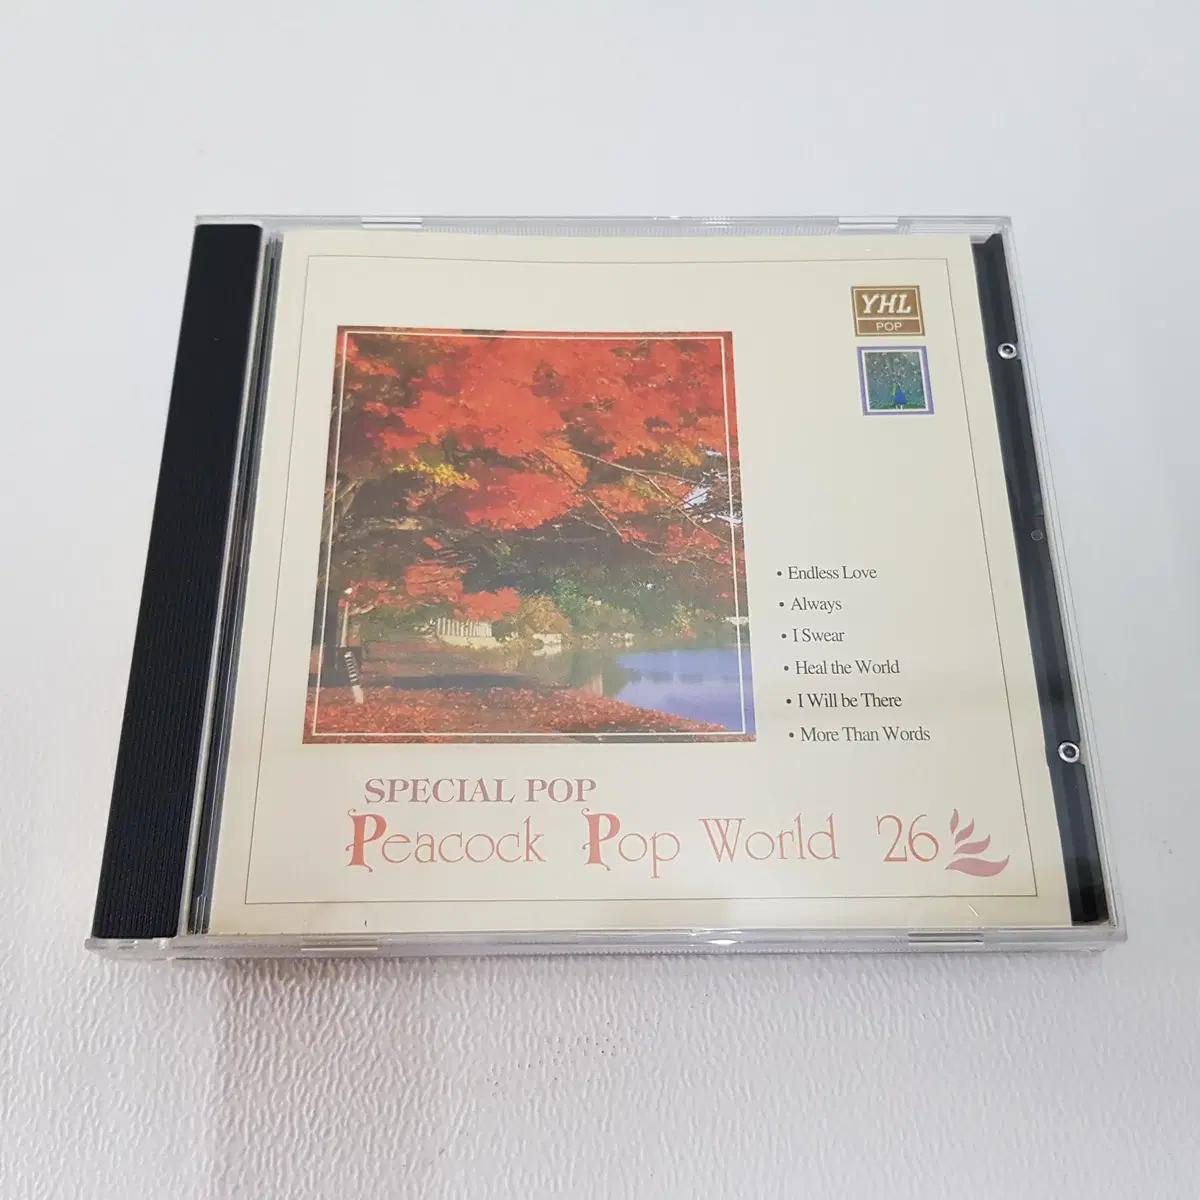 YHL
POP
• Endless Love
• Always
• I Swear
• Heal the World
• I Will be There
• More Than Words
SPECIAL POP
Peacock Pop World '26